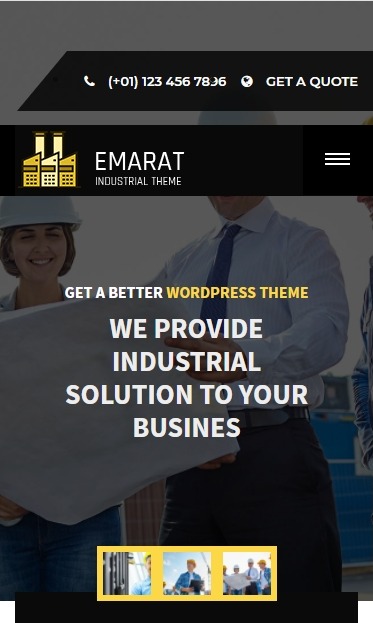 (+01) 123 456 7896 GET A QUOTE
EMARAT
INDUSTRIAL THEME
GET A BETTER WORDPRESS THEME
WE PROVIDE
INDUSTRIAL
SOLUTION TO YOUR
BUSINES